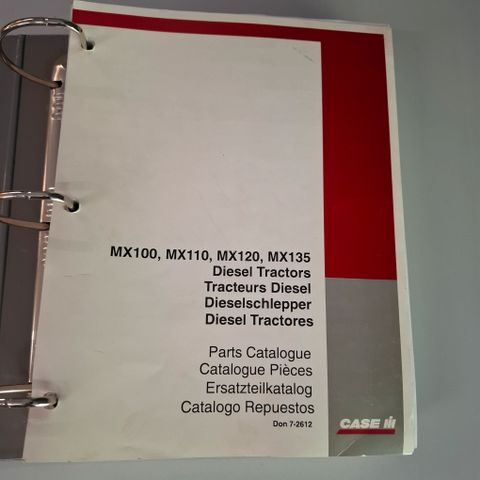 MX100, MX110, MX120, MX135
Diesel Tractors
Tracteurs Diesel
Dieselschlepper
Diesel Tractores
Parts Catalogue
Catalogue Pièces
Ersatzteilkatalog
Catalogo Repuestos
Don 7-2612
CASE IH